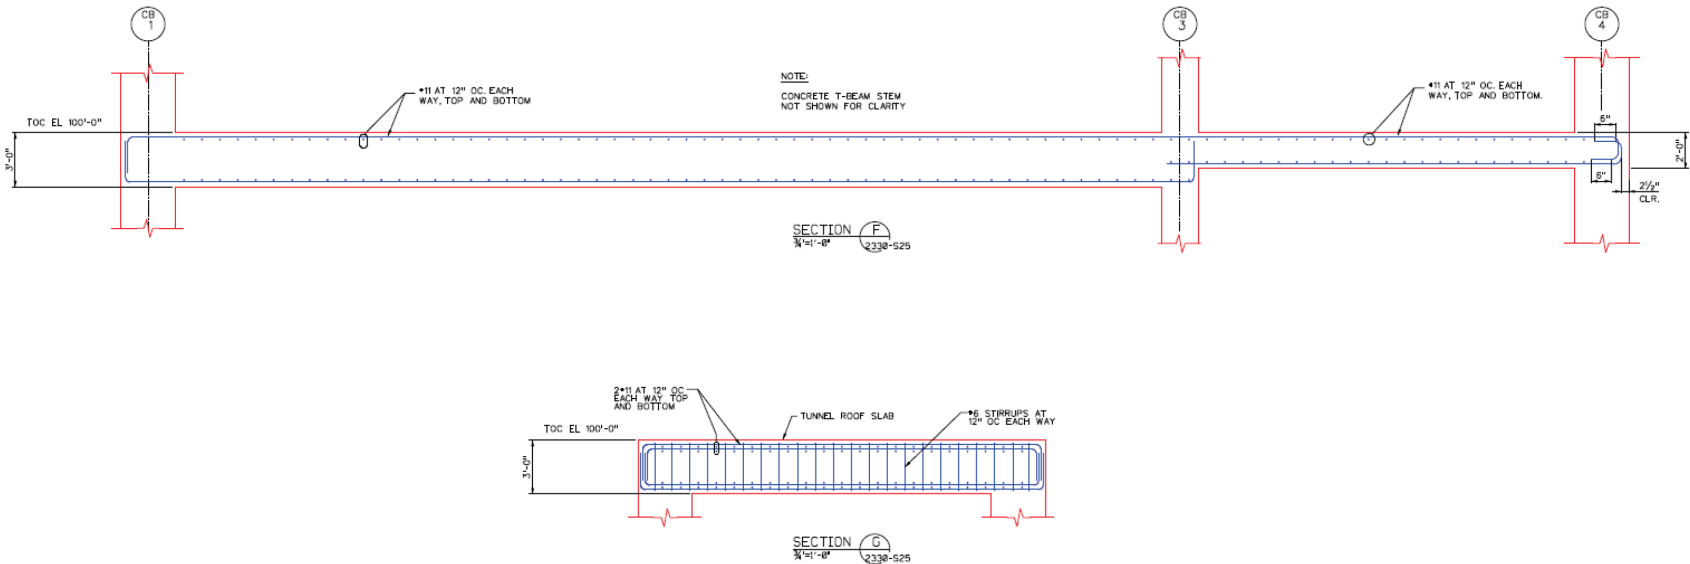 CB
1
CB
3
CB
4
NOTE:
CONCRETE T-BEAM STEM
NOT SHOWN FOR CLARITY
#11 AT 12" OC. EACH
WAY, TOP AND BOTTOM
#11 AT 12" OC. EACH
WAY, TOP AND BOTTOM.
TOC EL 100'-0"
3'-0"
6"
2'-0"
6"
2½"
CLR.
SECTION F
¾"=1'-0" 2330-S25
2#11 AT 12" OC
EACH WAY TOP
AND BOTTOM
TUNNEL ROOF SLAB
#6 STIRRUPS AT
12" OC EACH WAY
TOC EL 100'-0"
3'-0"
SECTION G
¾"=1'-0" 2330-S25